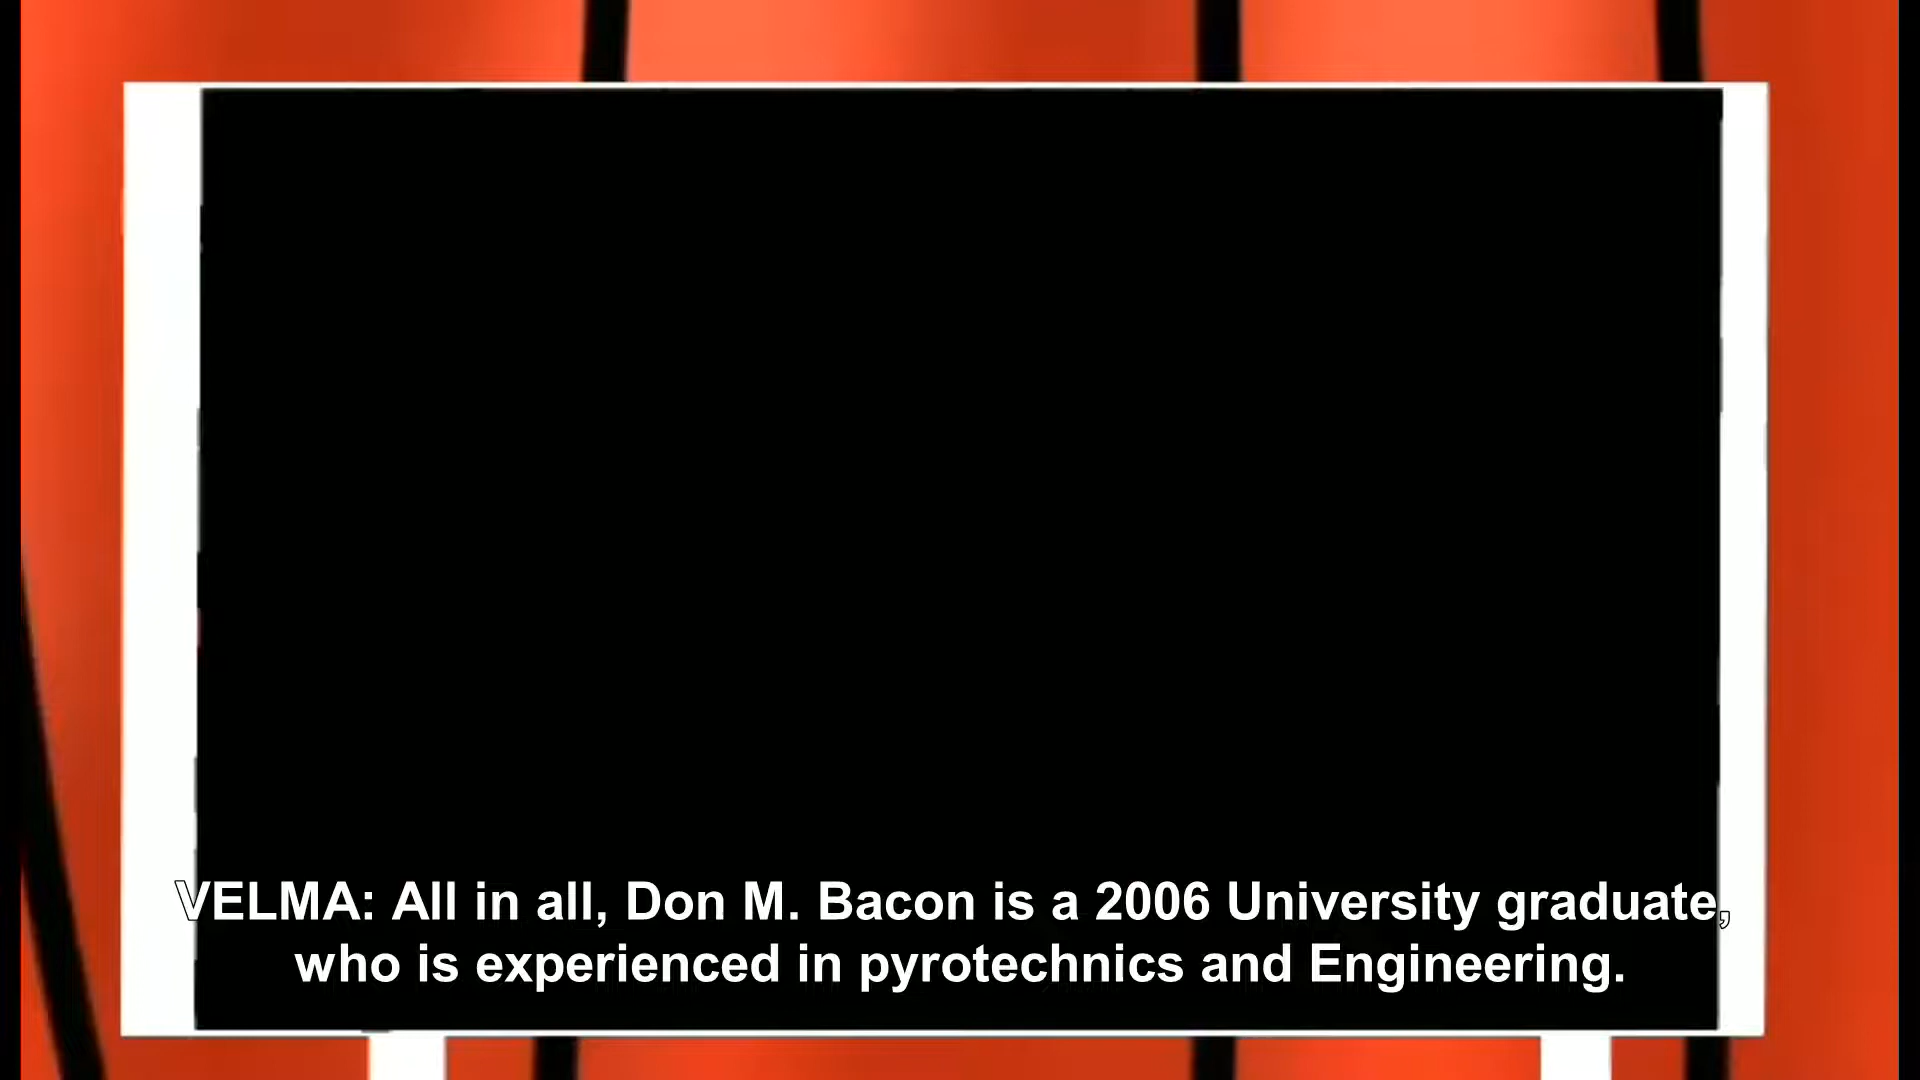 VELMA: All in all, Don M. Bacon is a 2006 University graduate,
who is experienced in pyrotechnics and Engineering.